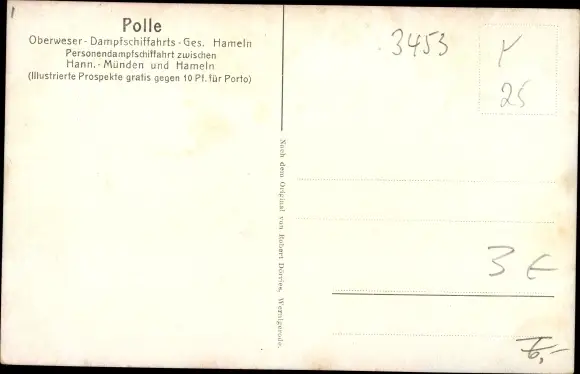 Polle
Oberweser-Dampfschiffahrts-Ges. Hameln
Personendampfschiffahrt zwischen
Hann.-Münden und Hameln
(Illustrierte Prospekte gratis gegen 10 Pf. für Porto)
Nach dem Original von Robert Dörries, Wernigerode.
3453
25
3 €
6,-